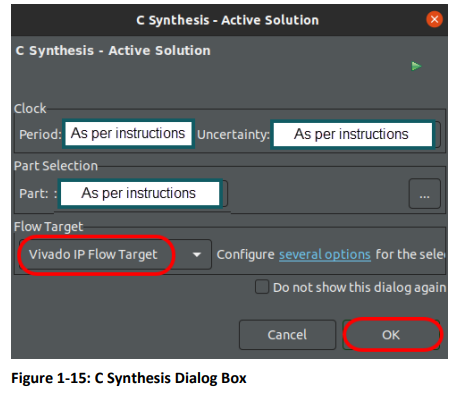 C Synthesis - Active Solution
C Synthesis - Active Solution
Clock
Period: As per instructions Uncertainty: As per instructions
Part Selection
Part: : As per instructions ...
Flow Target
Vivado IP Flow Target Configure several options for the sele
Do not show this dialog again
Cancel OK
Figure 1-15: C Synthesis Dialog Box